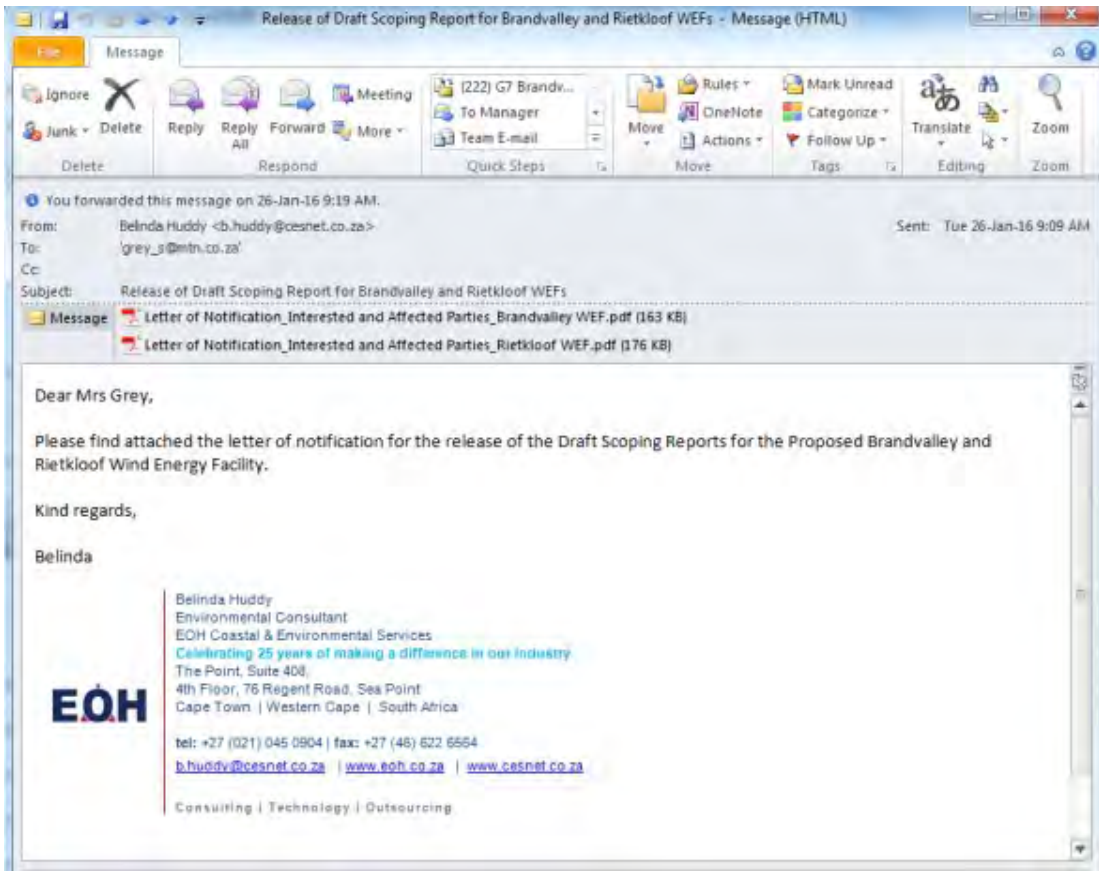 Release of Draft Scoping Report for Brandvalley and Rietkloof WEFs - Message (HTML)
File Message
Ignore
Junk
Delete
Reply
Reply All
Forward
Meeting
More
(222) G7 Brandv...
To Manager
Team E-mail
Move
Rules
OneNote
Actions
Mark Unread
Categorize
Follow Up
Translate
Zoom
Delete Respond Quick Steps Move Tags Editing Zoom
You forwarded this message on 26-Jan-16 9:19 AM.
From: Belinda Huddy <b.huddy@cesnet.co.za> Sent: Tue 26-Jan-16 9:09 AM
To: 'grey_s@mtn.co.za'
Cc:
Subject: Release of Draft Scoping Report for Brandvalley and Rietkloof WEFs
Message Letter of Notification_Interested and Affected Parties_Brandvalley WEF.pdf (163 KB)
Letter of Notification_Interested and Affected Parties_Rietkloof WEF.pdf (176 KB)
Dear Mrs Grey,
Please find attached the letter of notification for the release of the Draft Scoping Reports for the Proposed Brandvalley and
Rietkloof Wind Energy Facility.
Kind regards,
Belinda
Belinda Huddy
Environmental Consultant
EOH Coastal & Environmental Services
Celebrating 25 years of making a difference in our industry
The Point, Suite 408,
4th Floor, 76 Regent Road, Sea Point
Cape Town | Western Cape | South Africa
EOH
tel: +27 (021) 045 0904 | fax: +27 (46) 622 6564
b.huddy@cesnet.co.za | www.eoh.co.za | www.cesnet.co.za
Consulting | Technology | Outsourcing